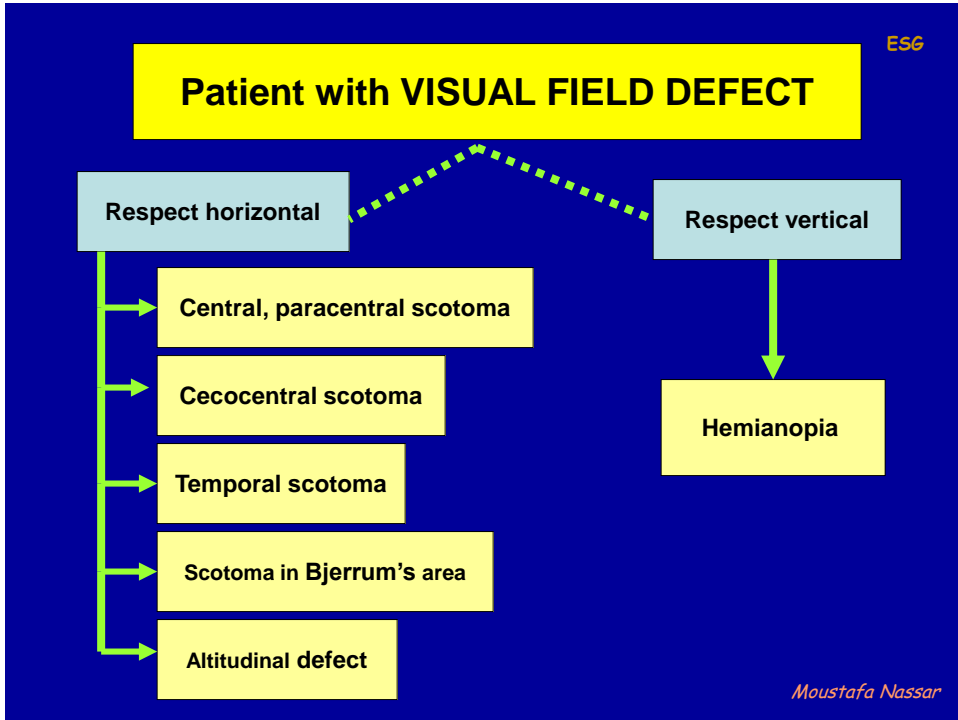 ESG
Patient with VISUAL FIELD DEFECT
Respect horizontal
Respect vertical
Central, paracentral scotoma
Cecocentral scotoma
Hemianopia
Temporal scotoma
Scotoma in Bjerrum's area
Altitudinal defect
Moustafa Nassar